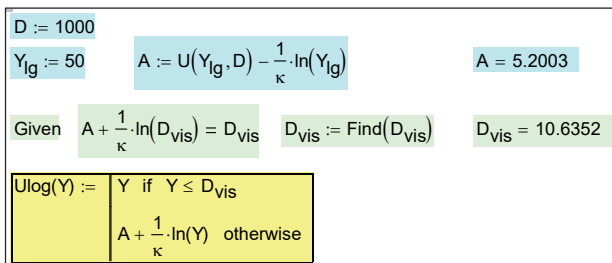 D := 1000
Y_lg := 50 A := U(Y_lg , D) − 1/κ · ln(Y_lg) A = 5.2003
Given A + 1/κ · ln(D_vis) = D_vis D_vis := Find(D_vis) D_vis = 10.6352
Ulog(Y) := | Y if Y ≤ D_vis
| A + 1/κ · ln(Y) otherwise